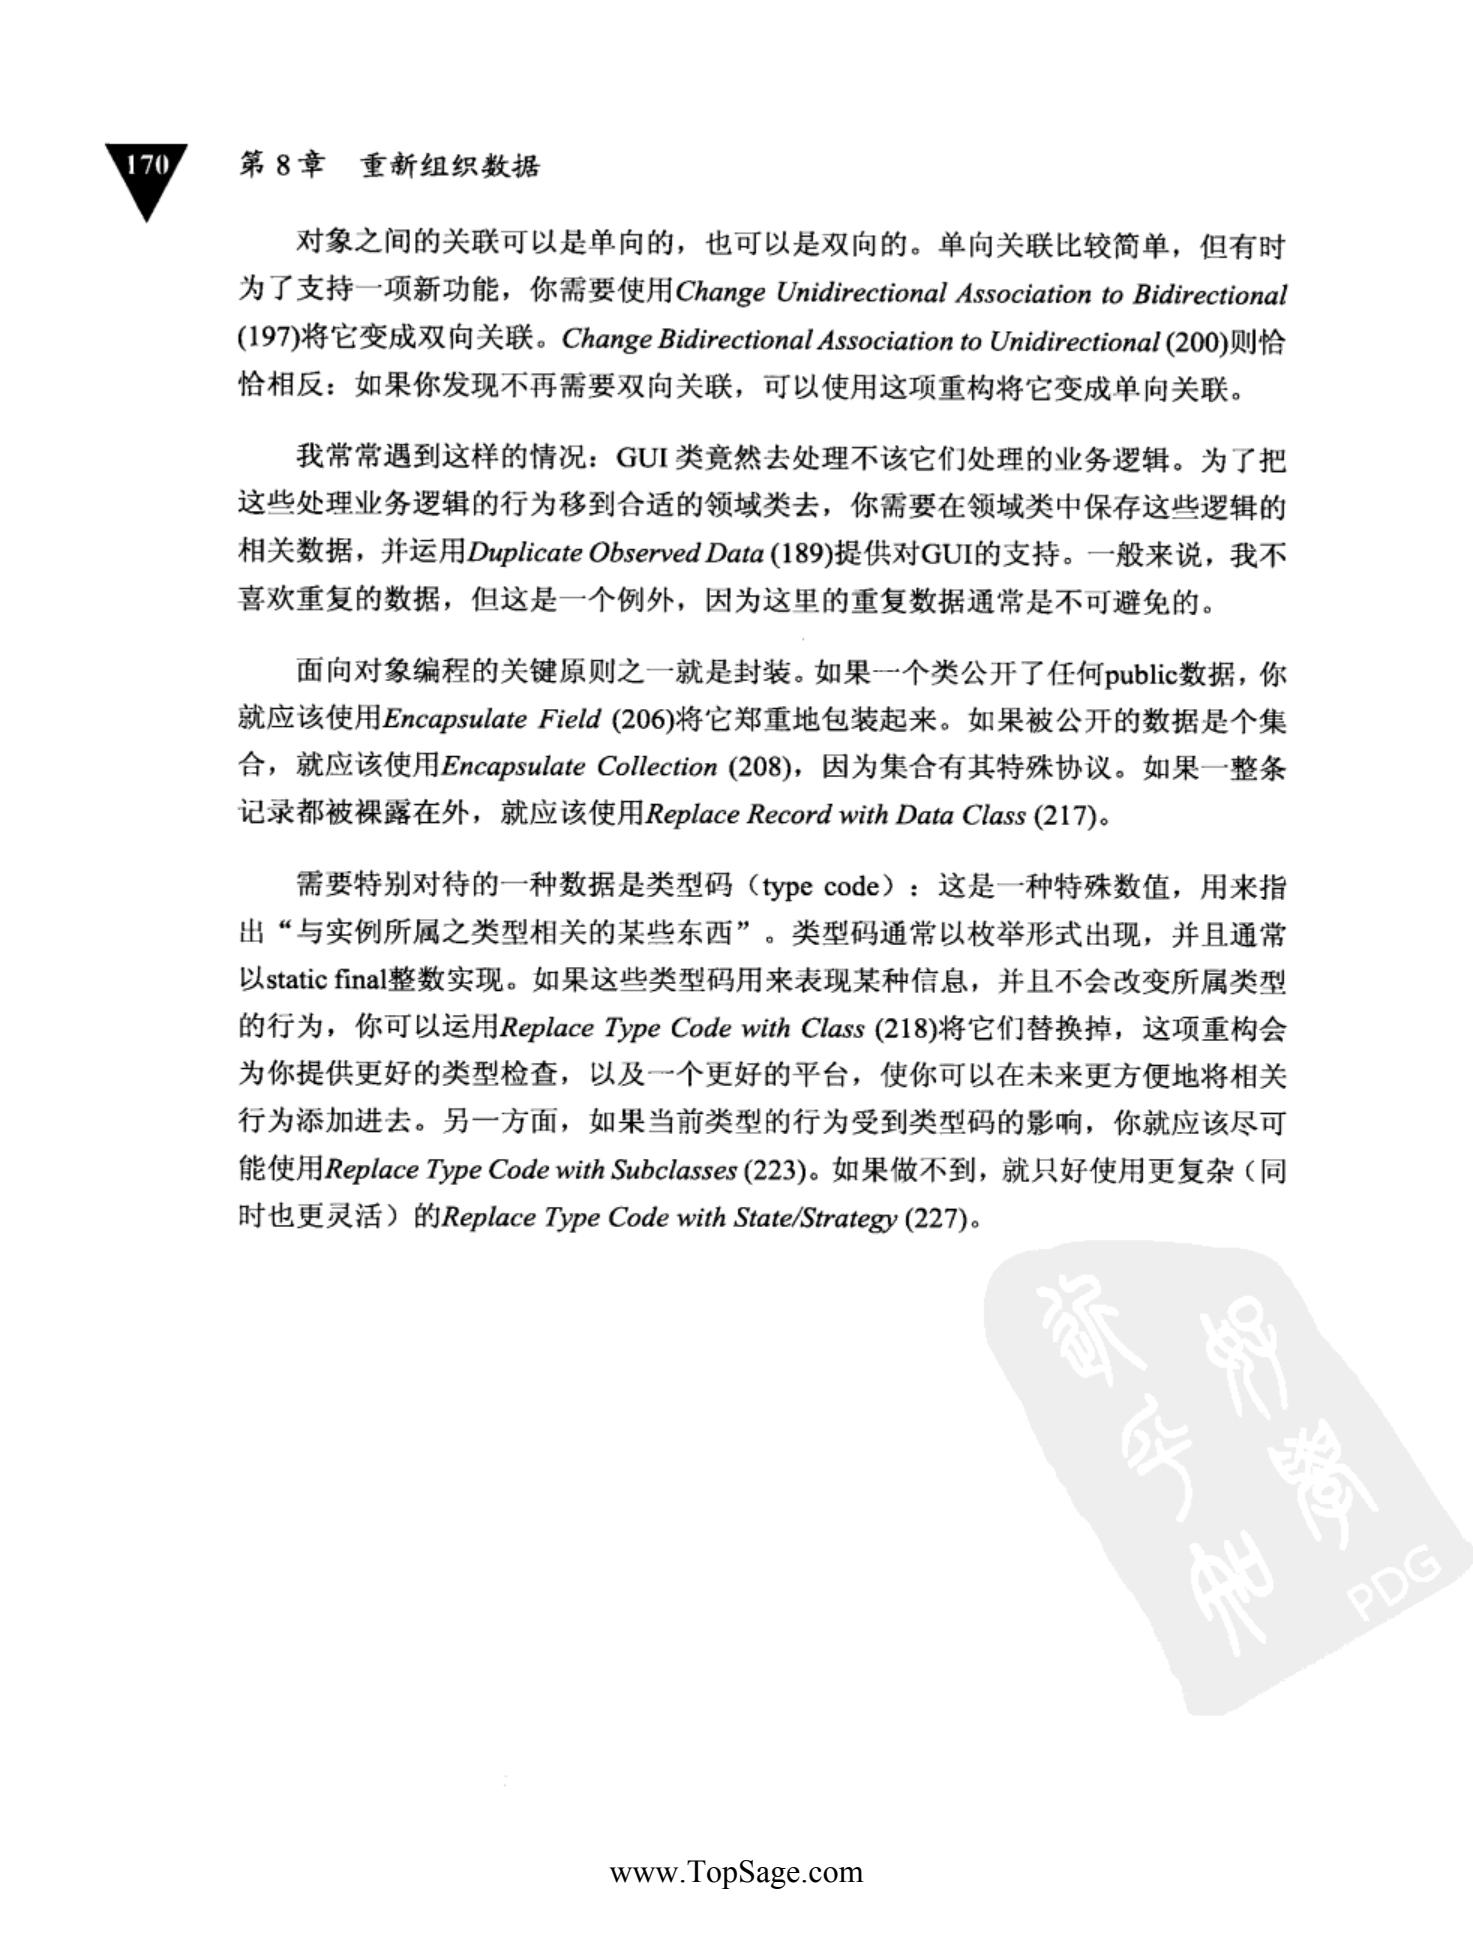 170
第 8 章 重新组织数据
对象之间的关联可以是单向的，也可以是双向的。单向关联比较简单，但有时
为了支持一项新功能，你需要使用Change Unidirectional Association to Bidirectional
(197)将它变成双向关联。Change Bidirectional Association to Unidirectional (200)则恰
恰相反：如果你发现不再需要双向关联，可以使用这项重构将它变成单向关联。
我常常遇到这样的情况：GUI 类竟然去处理不该它们处理的业务逻辑。为了把
这些处理业务逻辑的行为移到合适的领域类去，你需要在领域类中保存这些逻辑的
相关数据，并运用Duplicate Observed Data (189)提供对GUI的支持。一般来说，我不
喜欢重复的数据，但这是一个例外，因为这里的重复数据通常是不可避免的。
面向对象编程的关键原则之一就是封装。如果一个类公开了任何public数据，你
就应该使用Encapsulate Field (206)将它郑重地包装起来。如果被公开的数据是个集
合，就应该使用Encapsulate Collection (208)，因为集合有其特殊协议。如果一整条
记录都被裸露在外，就应该使用Replace Record with Data Class (217)。
需要特别对待的一种数据是类型码（type code）：这是一种特殊数值，用来指
出“与实例所属之类型相关的某些东西”。类型码通常以枚举形式出现，并且通常
以static final整数实现。如果这些类型码用来表现某种信息，并且不会改变所属类型
的行为，你可以运用Replace Type Code with Class (218)将它们替换掉，这项重构会
为你提供更好的类型检查，以及一个更好的平台，使你可以在未来更方便地将相关
行为添加进去。另一方面，如果当前类型的行为受到类型码的影响，你就应该尽可
能使用Replace Type Code with Subclasses (223)。如果做不到，就只好使用更复杂（同
时也更灵活）的Replace Type Code with State/Strategy (227)。
PDG
www.TopSage.com